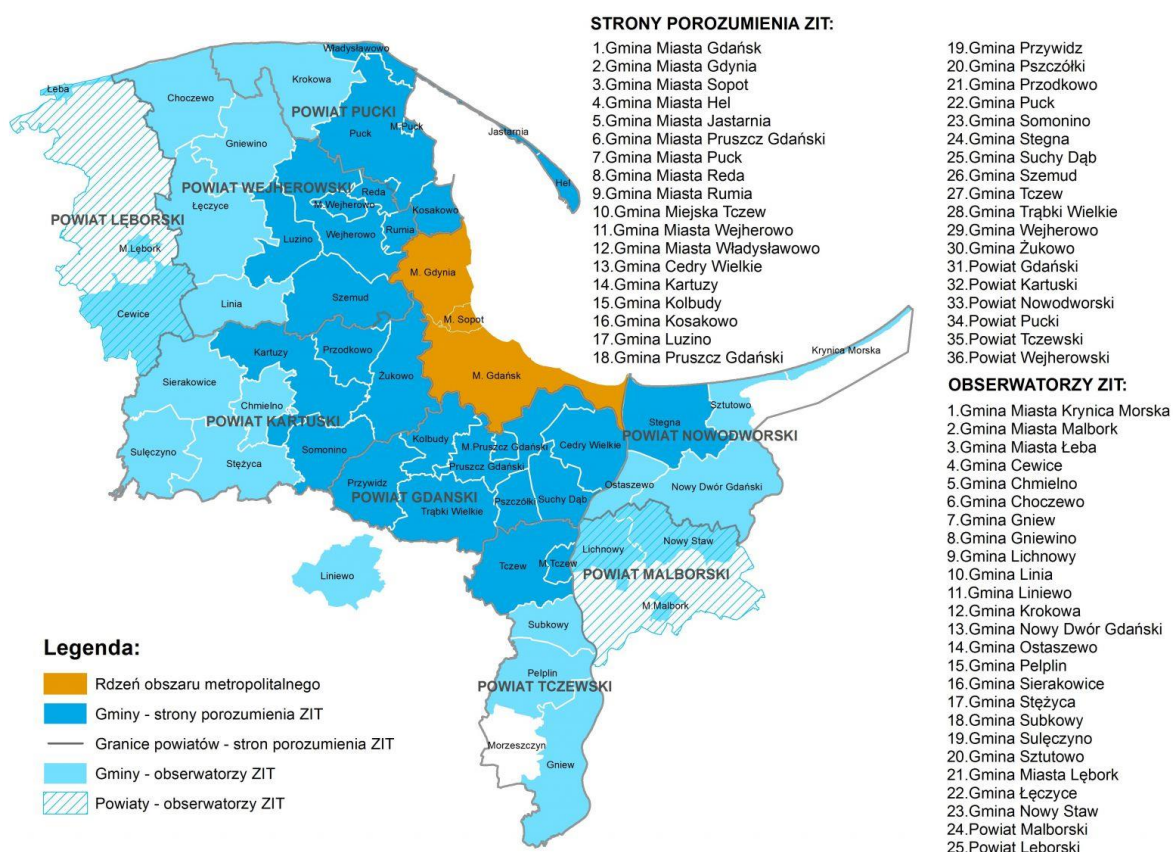 STRONY POROZUMIENIA ZIT:
1.Gmina Miasta Gdańsk
2.Gmina Miasta Gdynia
3.Gmina Miasta Sopot
4.Gmina Miasta Hel
5.Gmina Miasta Jastarnia
6.Gmina Miasta Pruszcz Gdański
7.Gmina Miasta Puck
8.Gmina Miasta Reda
9.Gmina Miasta Rumia
10.Gmina Miejska Tczew
11.Gmina Miasta Wejherowo
12.Gmina Miasta Władysławowo
13.Gmina Cedry Wielkie
14.Gmina Kartuzy
15.Gmina Kolbudy
16.Gmina Kosakowo
17.Gmina Luzino
18.Gmina Pruszcz Gdański
19.Gmina Przywidz
20.Gmina Pszczółki
21.Gmina Przodkowo
22.Gmina Puck
23.Gmina Somonino
24.Gmina Stegna
25.Gmina Suchy Dąb
26.Gmina Szemud
27.Gmina Tczew
28.Gmina Trąbki Wielkie
29.Gmina Wejherowo
30.Gmina Żukowo
31.Powiat Gdański
32.Powiat Kartuski
33.Powiat Nowodworski
34.Powiat Pucki
35.Powiat Tczewski
36.Powiat Wejherowski
OBSERWATORZY ZIT:
1.Gmina Miasta Krynica Morska
2.Gmina Miasta Malbork
3.Gmina Miasta Łeba
4.Gmina Cewice
5.Gmina Chmielno
6.Gmina Choczewo
7.Gmina Gniew
8.Gmina Gniewino
9.Gmina Lichnowy
10.Gmina Linia
11.Gmina Liniewo
12.Gmina Krokowa
13.Gmina Nowy Dwór Gdański
14.Gmina Ostaszewo
15.Gmina Pelplin
16.Gmina Sierakowice
17.Gmina Stężyca
18.Gmina Subkowy
19.Gmina Sulęczyno
20.Gmina Sztutowo
21.Gmina Miasta Lębork
22.Gmina Łęczyce
23.Gmina Nowy Staw
24.Powiat Malborski
25.Powiat Lęborski
Władysławowo
Krokowa
Łeba
Choczewo
POWIAT PUCKI
Puck
M.Puck
Jastarnia
Hel
Gniewino
POWIAT WEJHEROWSKI
Reda
Łęczyce
M.Wejherowo
Kosakowo
POWIAT LĘBORSKI
Luzino
Wejherowo
Rumia
M.Lębork
M. Gdynia
Linia
Szemud
Cewice
M. Sopot
Krynica Morska
Kartuzy
Przodkowo
Żukowo
M. Gdańsk
Sierakowice
Chmielno
Sztutowo
POWIAT KARTUSKI
Stegna
POWIAT NOWODWORSKI
Kolbudy
M.Pruszcz Gdański
Cedry Wielkie
Sulęczyno
Stężyca
Somonino
Pruszcz Gdański
Przywidz
Ostaszewo
Nowy Dwór Gdański
POWIAT GDAŃSKI
Pszczółki
Suchy Dąb
Trąbki Wielkie
Nowy Staw
Lichnowy
Tczew
M.Tczew
POWIAT MALBORSKI
Liniewo
M.Malbork
Subkowy
Pelplin
POWIAT TCZEWSKI
Morzeszczyn
Gniew
Legenda:
Rdzeń obszaru metropolitalnego
Gminy - strony porozumienia ZIT
Granice powiatów - stron porozumienia ZIT
Gminy - obserwatorzy ZIT
Powiaty - obserwatorzy ZIT